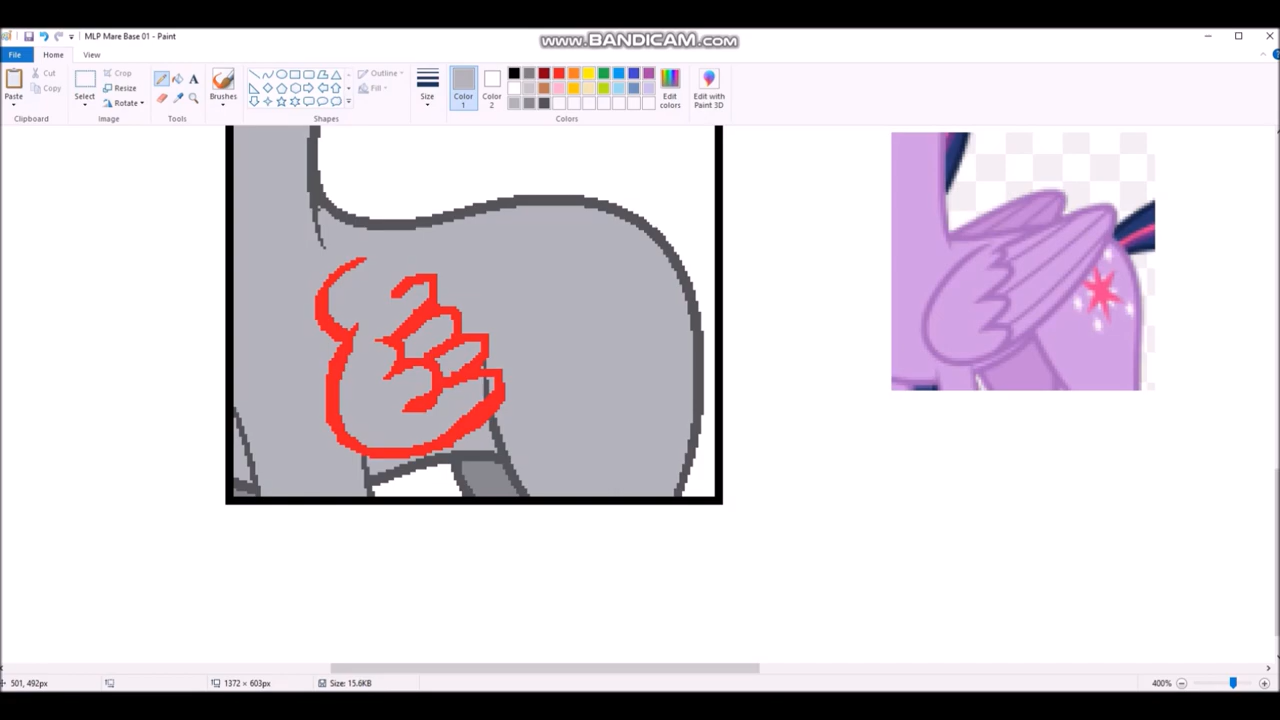 www.BANDICAM.com
MLP Mare Base 01 - Paint
File
Home
View
Paste
Cut
Copy
Clipboard
Select
Crop
Resize
Rotate
Image
Tools
Brushes
Shapes
Outline
Fill
Size
Color
1
Color
2
Edit
colors
Colors
Edit with
Paint 3D
501, 492px
1372 × 603px
Size: 15.6KB
400%